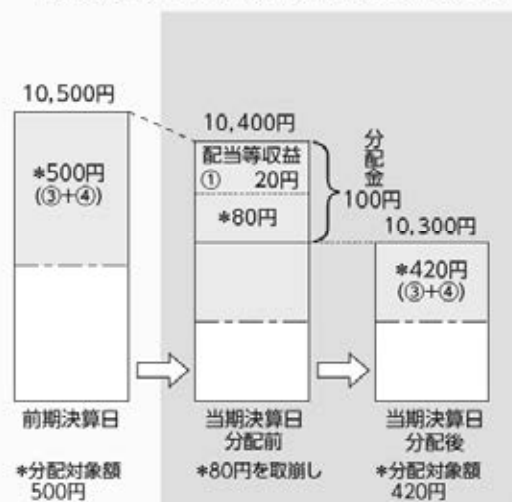 10,500円
*500円
(③+④)
前期決算日
*分配対象額
500円
10,400円
配当等収益
① 20円
*80円
分配金
100円
当期決算日
分配前
*80円を取崩し
10,300円
*420円
(③+④)
当期決算日
分配後
*分配対象額
420円